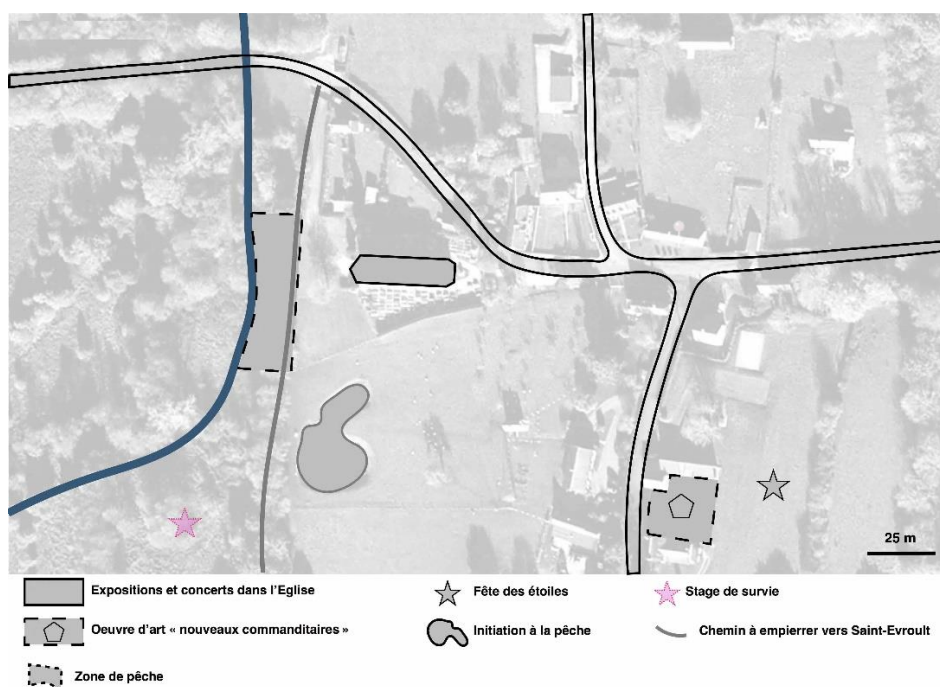 25 m
Expositions et concerts dans l'Eglise
Fête des étoiles
Stage de survie
Oeuvre d'art « nouveaux commanditaires »
Initiation à la pêche
Chemin à empierrer vers Saint-Evroult
Zone de pêche